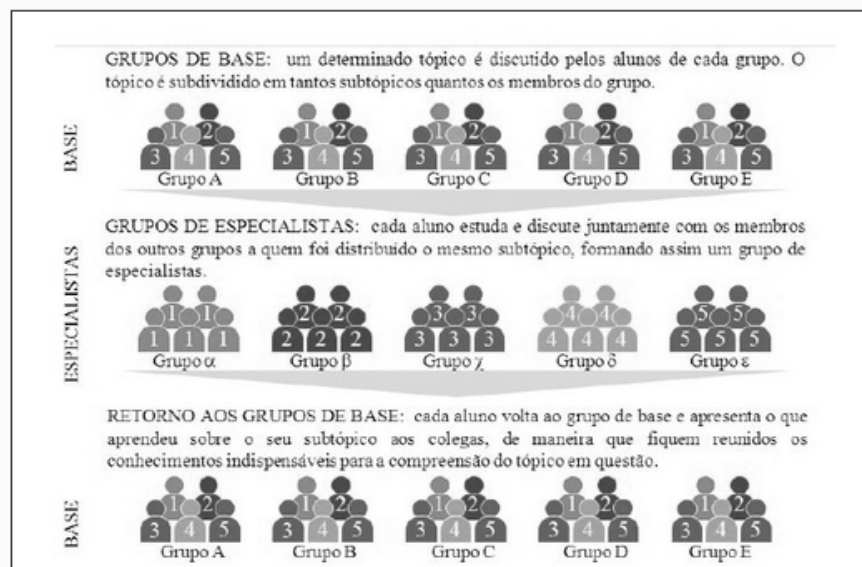 GRUPOS DE BASE: um determinado tópico é discutido pelos alunos de cada grupo. O
tópico é subdividido em tantos subtópicos quantos os membros do grupo.
BASE
1 2 1 2 1 2 1 2 1 2
3 4 5 3 4 5 3 4 5 3 4 5 3 4 5
Grupo A Grupo B Grupo C Grupo D Grupo E
GRUPOS DE ESPECIALISTAS: cada aluno estuda e discute juntamente com os membros
dos outros grupos a quem foi distribuído o mesmo subtópico, formando assim um grupo de
especialistas.
ESPECIALISTAS
1 1 2 2 3 3 4 4 5 5
1 1 1 2 2 2 3 3 3 4 4 4 5 5 5
Grupo α Grupo β Grupo χ Grupo δ Grupo ε
RETORNO AOS GRUPOS DE BASE: cada aluno volta ao grupo de base e apresenta o que
aprendeu sobre o seu subtópico aos colegas, de maneira que fiquem reunidos os
conhecimentos indispensáveis para a compreensão do tópico em questão.
BASE
1 2 1 2 1 2 1 2 1 2
3 4 5 3 4 5 3 4 5 3 4 5 3 4 5
Grupo A Grupo B Grupo C Grupo D Grupo E